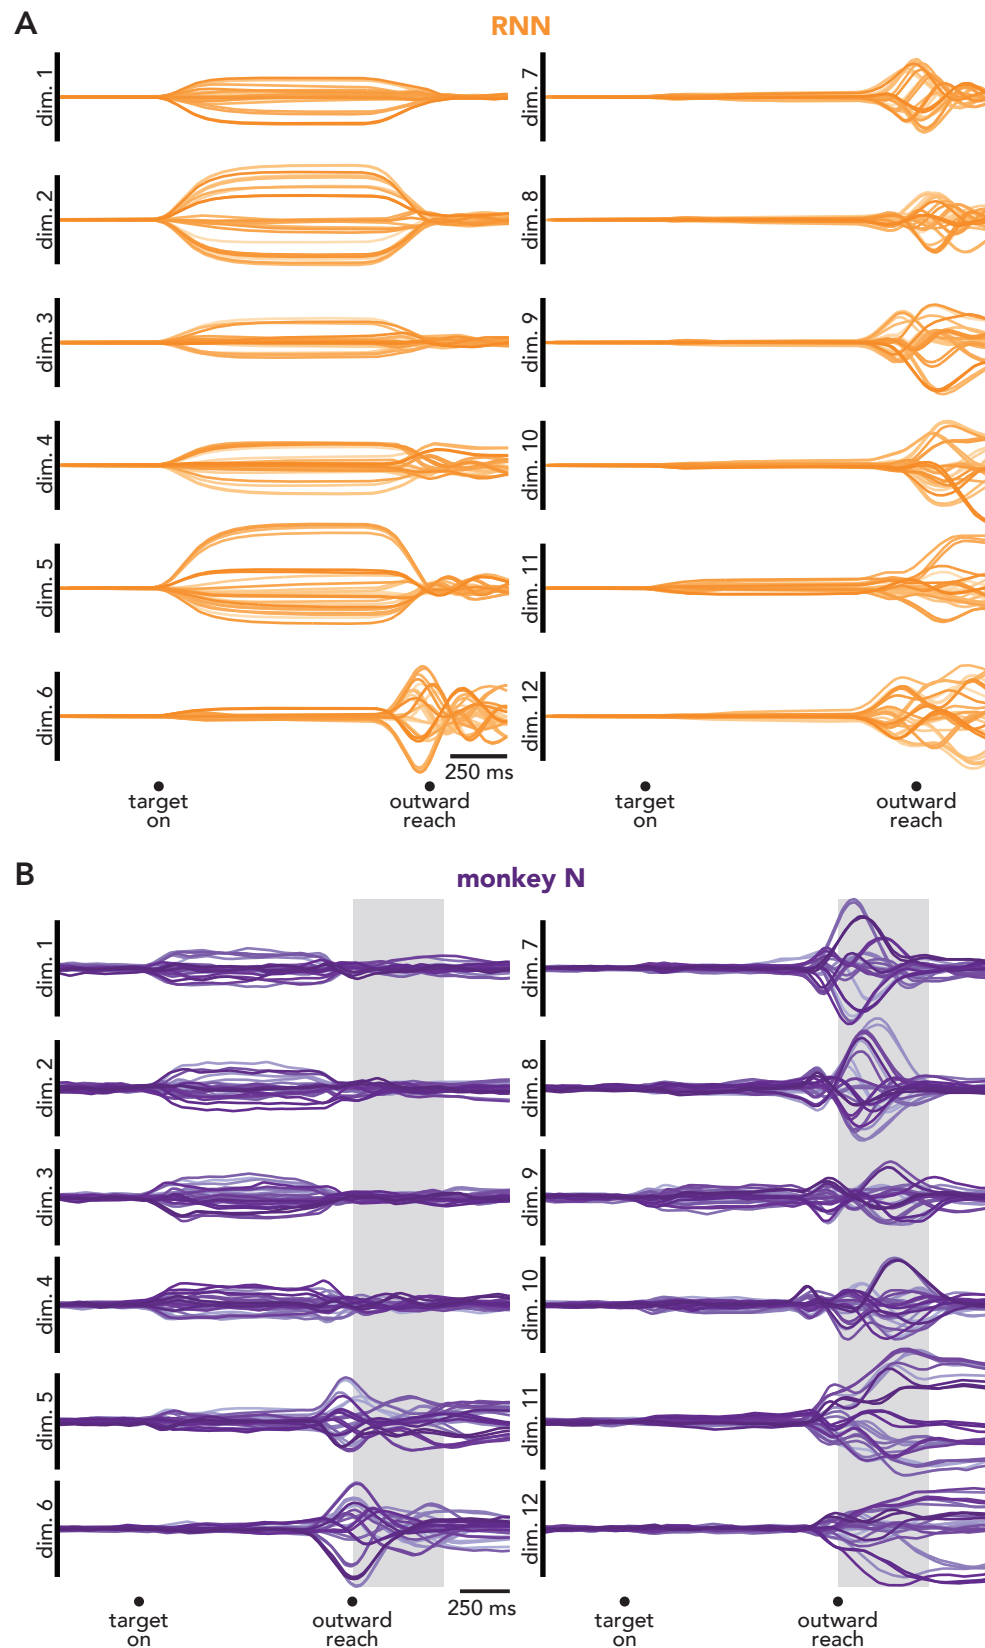 A
RNN
dim. 1
dim. 2
dim. 3
dim. 4
dim. 5
dim. 6
250 ms
target
on
outward
reach
dim. 7
dim. 8
dim. 9
dim. 10
dim. 11
dim. 12
target
on
outward
reach
B
monkey N
dim. 1
dim. 2
dim. 3
dim. 4
dim. 5
dim. 6
250 ms
target
on
outward
reach
dim. 7
dim. 8
dim. 9
dim. 10
dim. 11
dim. 12
target
on
outward
reach